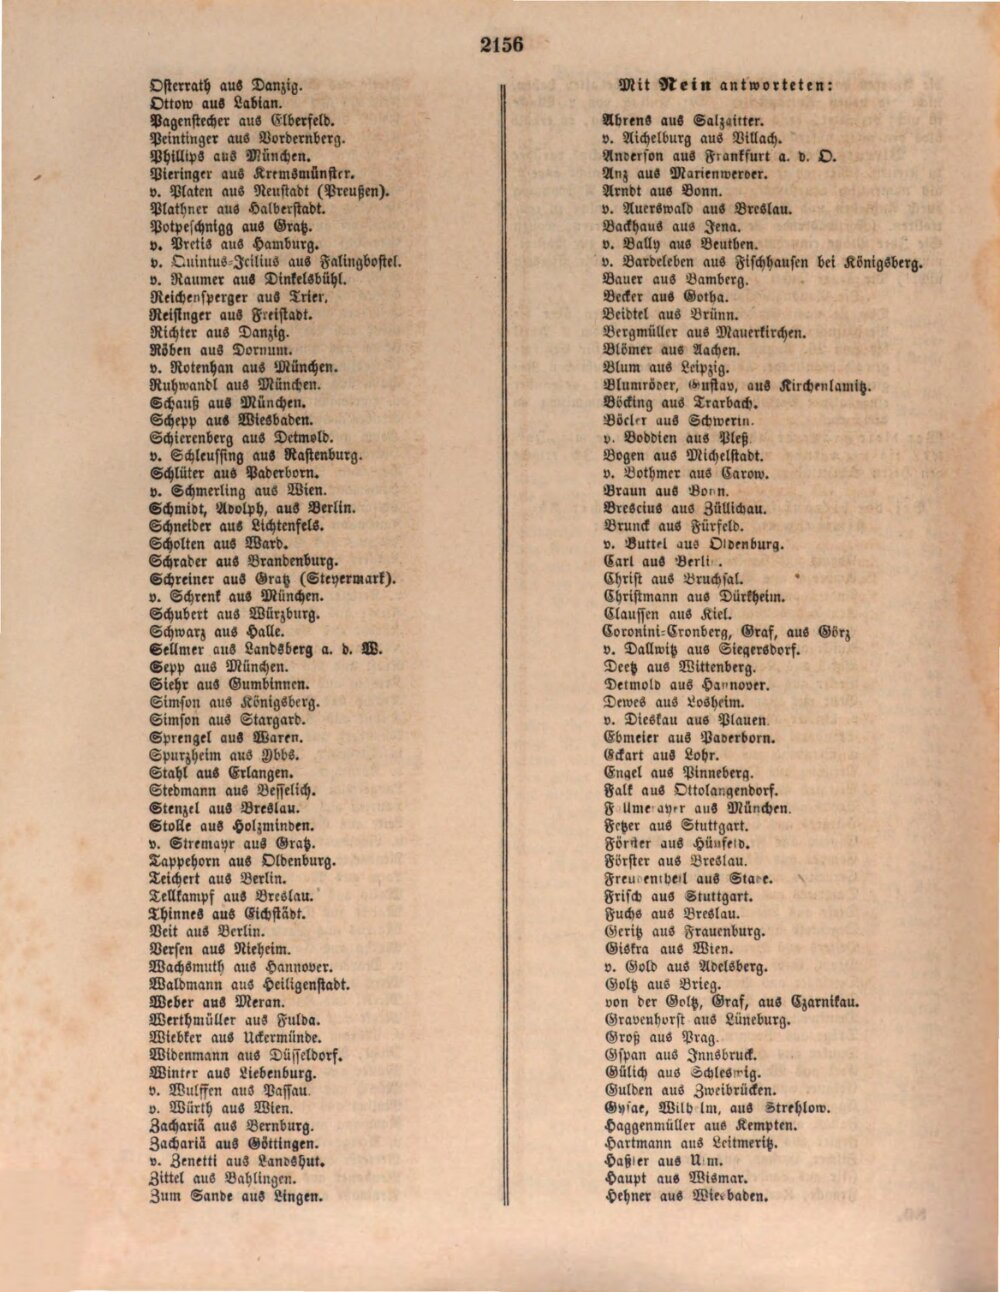 2156
Osterrath aus Danzig.
Ottow aus Labian.
Pagenstecher aus Elberfeld.
Peintinger aus Vordernberg.
Phillips aus München.
Pieringer aus Kremsmünster.
v. Platen aus Neustadt (Preußen).
Plathner aus Halberstadt.
Potpeschnigg aus Gratz.
v. Pretis aus Hamburg.
v. Quintus-Icilius aus Falingbostel.
v. Raumer aus Dinkelsbühl.
Reichensperger aus Trier.
Reisinger aus Freistadt.
Richter aus Danzig.
Röben aus Dornum.
v. Rotenhan aus München.
Ruhwandl aus München.
Schauß aus München.
Schepp aus Wiesbaden.
Schierenberg aus Detmold.
v. Schleussing aus Rastenburg.
Schlüter aus Paderborn.
v. Schmerling aus Wien.
Schmidt, Adolph, aus Berlin.
Schneider aus Lichtenfels.
Scholten aus Ward.
Schrader aus Brandenburg.
Schreiner aus Gratz (Steyermark).
v. Schrenk aus München.
Schubert aus Würzburg.
Schwarz aus Halle.
Sellmer aus Landsberg a. d. W.
Sepp aus München.
Siehr aus Gumbinnen.
Simson aus Königsberg.
Simson aus Stargard.
Sprengel aus Waren.
Spurzheim aus Ybbs.
Stahl aus Erlangen.
Stedmann aus Besselich.
Stenzel aus Breslau.
Stolle aus Holzminden.
v. Stremayr aus Gratz.
Tappehorn aus Oldenburg.
Teichert aus Berlin.
Tellkampf aus Breslau.
Thinnes aus Eichstädt.
Veit aus Berlin.
Versen aus Nieheim.
Wachsmuth aus Hannover.
Waldmann aus Heiligenstadt.
Weber aus Meran.
Werthmüller aus Fulda.
Wiebker aus Uckermünde.
Widenmann aus Düsseldorf.
Winter aus Liebenburg.
v. Wulffen aus Passau.
v. Würth aus Wien.
Zachariä aus Bernburg.
Zachariä aus Göttingen.
v. Zenetti aus Landshut.
Zittel aus Bahlingen.
Zum Sande aus Lingen.
Mit Nein antworteten:
Ahrens aus Salzgitter.
v. Aichelburg aus Villach.
Anderson aus Frankfurt a. d. O.
Anz aus Marienwerder.
Arndt aus Bonn.
v. Auerswald aus Breslau.
Backhaus aus Jena.
v. Bally aus Beuthen.
v. Bardeleben aus Fischhausen bei Königsberg.
Bauer aus Bamberg.
Becker aus Gotha.
Beidtel aus Brünn.
Bergmüller aus Mauerkirchen.
Blömer aus Aachen.
Blum aus Leipzig.
Blumröder, Gustav, aus Kirchenlamitz.
Böcking aus Trarbach.
Böcler aus Schwerin.
v. Boddien aus Pleß.
Bogen aus Michelstadt.
v. Bothmer aus Carow.
Braun aus Bonn.
Brescius aus Züllichau.
Brunck aus Fürfeld.
v. Buttel aus Oldenburg.
Carl aus Berlin.
Christ aus Bruchsal.
Christmann aus Dürkheim.
Claussen aus Kiel.
Coronini-Cronberg, Graf, aus Görz
v. Dallwitz aus Siegersdorf.
Deetz aus Wittenberg.
Detmold aus Hannover.
Dewes aus Losheim.
v. Dieskau aus Plauen.
Ebmeier aus Paderborn.
Eckart aus Lohr.
Engel aus Pinneberg.
Falk aus Ottolangendorf.
Fallmerayer aus München.
Fetzer aus Stuttgart.
Förster aus Hünfeld.
Förster aus Breslau.
Freudentheil aus Stade.
Frisch aus Stuttgart.
Fuchs aus Breslau.
Geritz aus Frauenburg.
Giskra aus Wien.
v. Gold aus Adelsberg.
Goltz aus Brieg.
von der Goltz, Graf, aus Czarnikau.
Gravenhorst aus Lüneburg.
Groß aus Prag.
Gspan aus Innsbruck.
Gülich aus Schleswig.
Gulden aus Zweibrücken.
Gysae, Wilhelm, aus Strehlow.
Haggenmüller aus Kempten.
Hartmann aus Leitmeritz.
Haßler aus Ulm.
Haupt aus Wismar.
Hehner aus Wiesbaden.